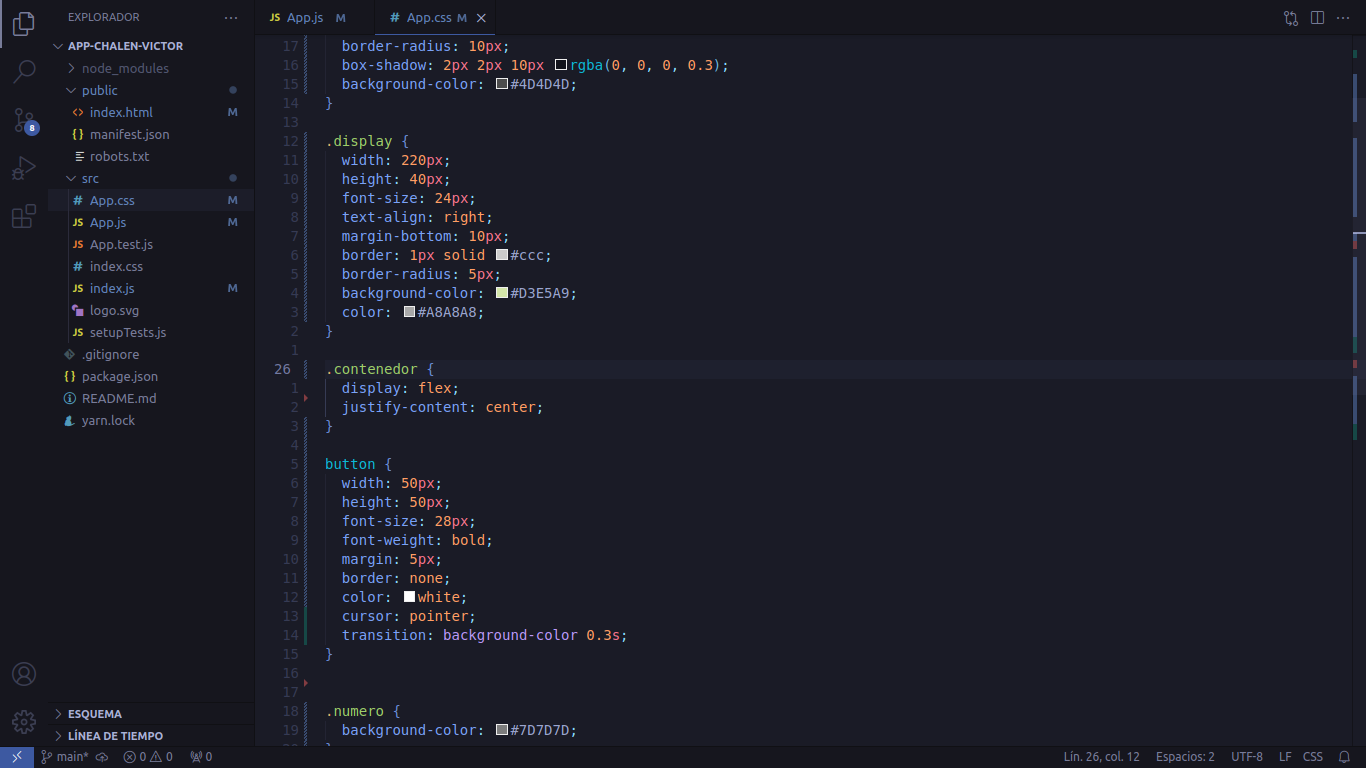 EXPLORADOR
APP-CHALEN-VICTOR
node_modules
public
index.html M
manifest.json
robots.txt
src
App.css M
App.js M
App.test.js
index.css
index.js M
logo.svg
setupTests.js
.gitignore
package.json
README.md
yarn.lock
ESQUEMA
LÍNEA DE TIEMPO
8
JS App.js M
# App.css M
17 border-radius: 10px;
16 box-shadow: 2px 2px 10px rgba(0, 0, 0, 0.3);
15 background-color: #4D4D4D;
14 }
13
12 .display {
11 width: 220px;
10 height: 40px;
9 font-size: 24px;
8 text-align: right;
7 margin-bottom: 10px;
6 border: 1px solid #ccc;
5 border-radius: 5px;
4 background-color: #D3E5A9;
3 color: #A8A8A8;
2 }
1
26 .contenedor {
1 display: flex;
2 justify-content: center;
3 }
4
5 button {
6 width: 50px;
7 height: 50px;
8 font-size: 28px;
9 font-weight: bold;
10 margin: 5px;
11 border: none;
12 color: white;
13 cursor: pointer;
14 transition: background-color 0.3s;
15 }
16
17
18 .numero {
19 background-color: #7D7D7D;
main* 0 0 0 Lín. 26, col. 12 Espacios: 2 UTF-8 LF CSS